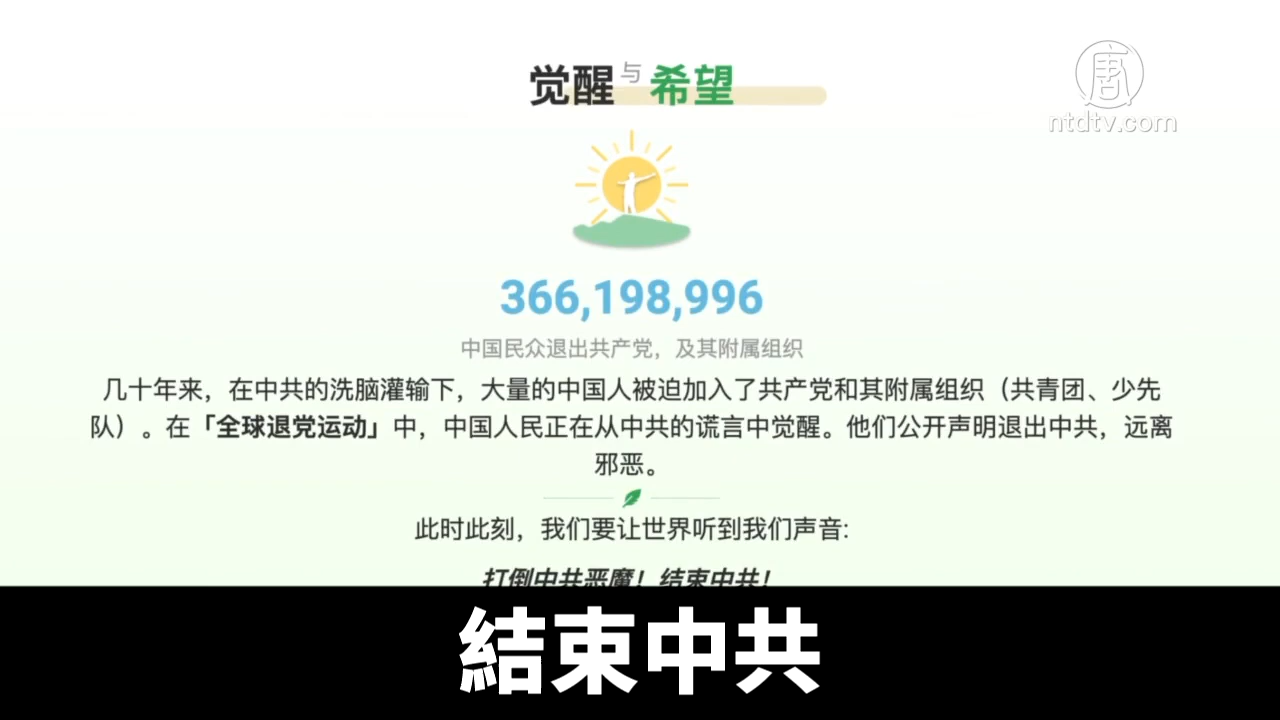 觉醒与希望
唐
ntdtv.com
366,198,996
中国民众退出共产党，及其附属组织
几十年来，在中共的洗脑灌输下，大量的中国人被迫加入了共产党和其附属组织（共青团、少先
队）。在「全球退党运动」中，中国人民正在从中共的谎言中觉醒。他们公开声明退出中共，远离
邪恶。
此时此刻，我们要让世界听到我们声音:
打倒中共恶魔！结束中共！
結束中共